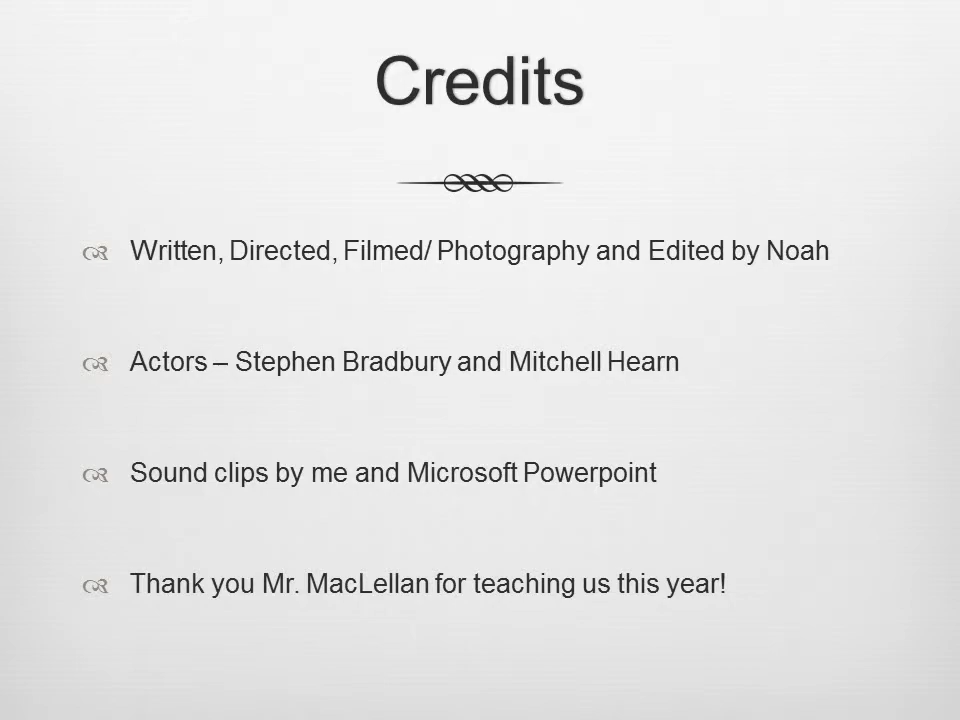 Credits
Written, Directed, Filmed/ Photography and Edited by Noah
Actors – Stephen Bradbury and Mitchell Hearn
Sound clips by me and Microsoft Powerpoint
Thank you Mr. MacLellan for teaching us this year!